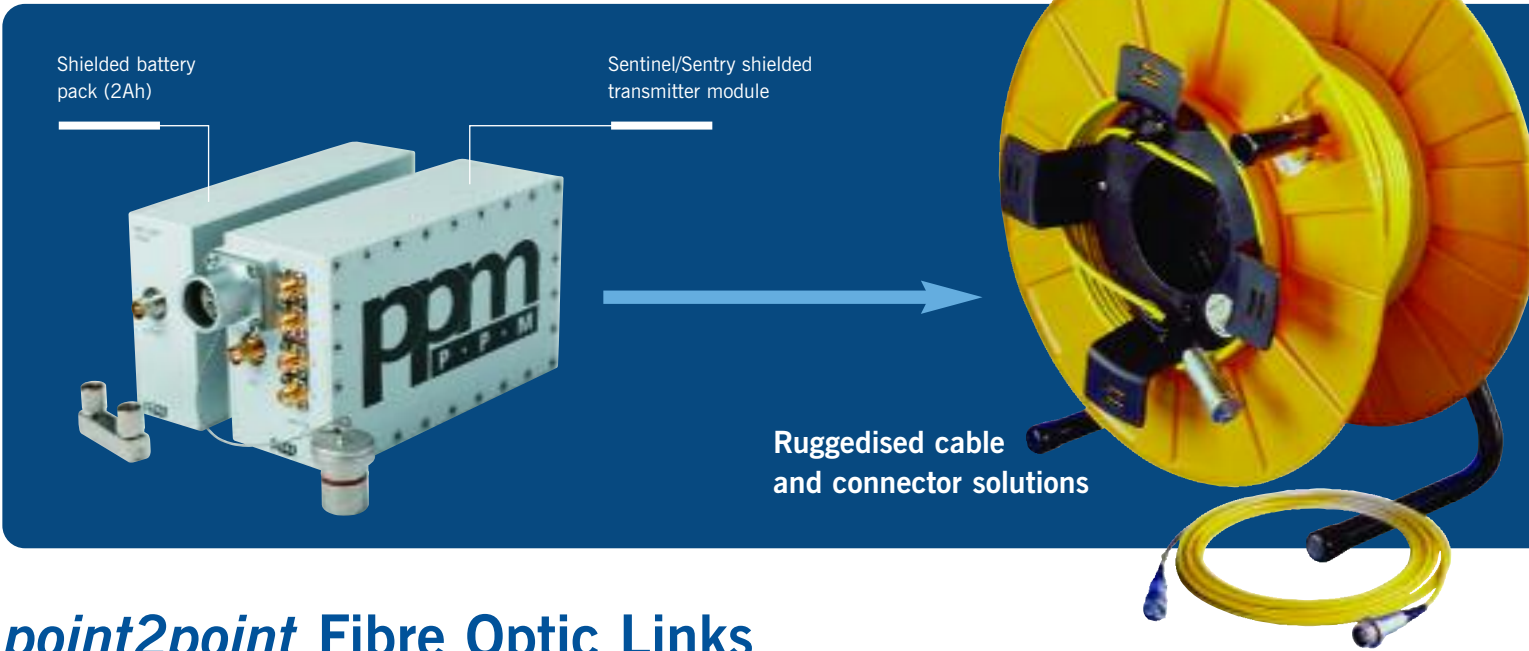 Shielded battery
pack (2Ah)
Sentinel/Sentry shielded
transmitter module
ppm
P·P·M
Ruggedised cable
and connector solutions
point2point Fibre Optic Links